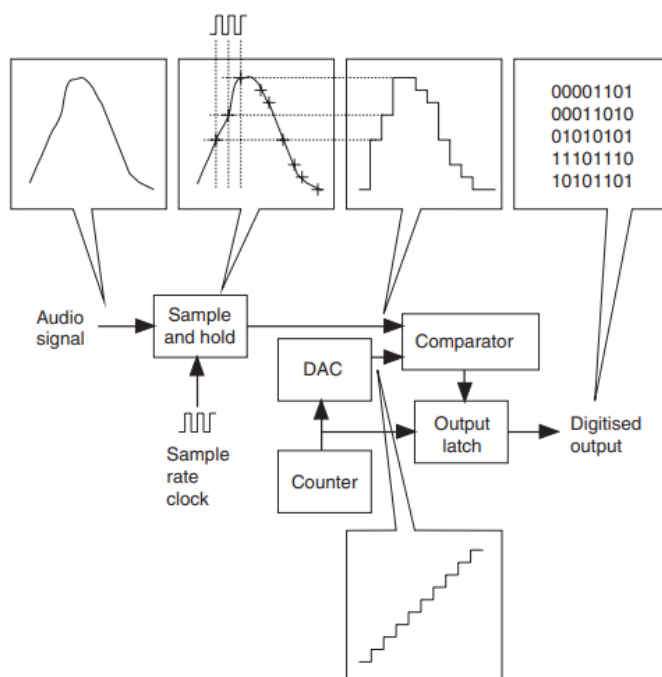 00001101
00011010
01010101
11101110
10101101
Audio
signal
Sample
and hold
Comparator
DAC
Output
latch
Digitised
output
Sample
rate
clock
Counter